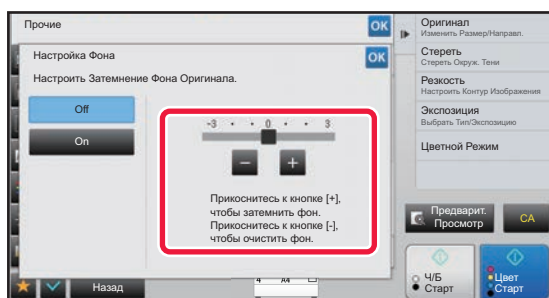 Прочие
OK
Настройка Фона
OK
Настроить Затемнение Фона Оригинала.
Off
On
-3 • • 0 • • 3
− +
Прикоснитесь к кнопке [+],
чтобы затемнить фон.
Прикоснитесь к кнопке [-],
чтобы очистить фон.
Назад
A4
Оригинал
Изменить Размер/Направл.
Стереть
Стереть Окруж. Тени
Резкость
Настроить Контур Изображения
Экспозиция
Выбрать Тип/Экспозицию
Цветной Режим
Предварит.
Просмотр
CA
Ч/Б
Старт
Цвет
Старт